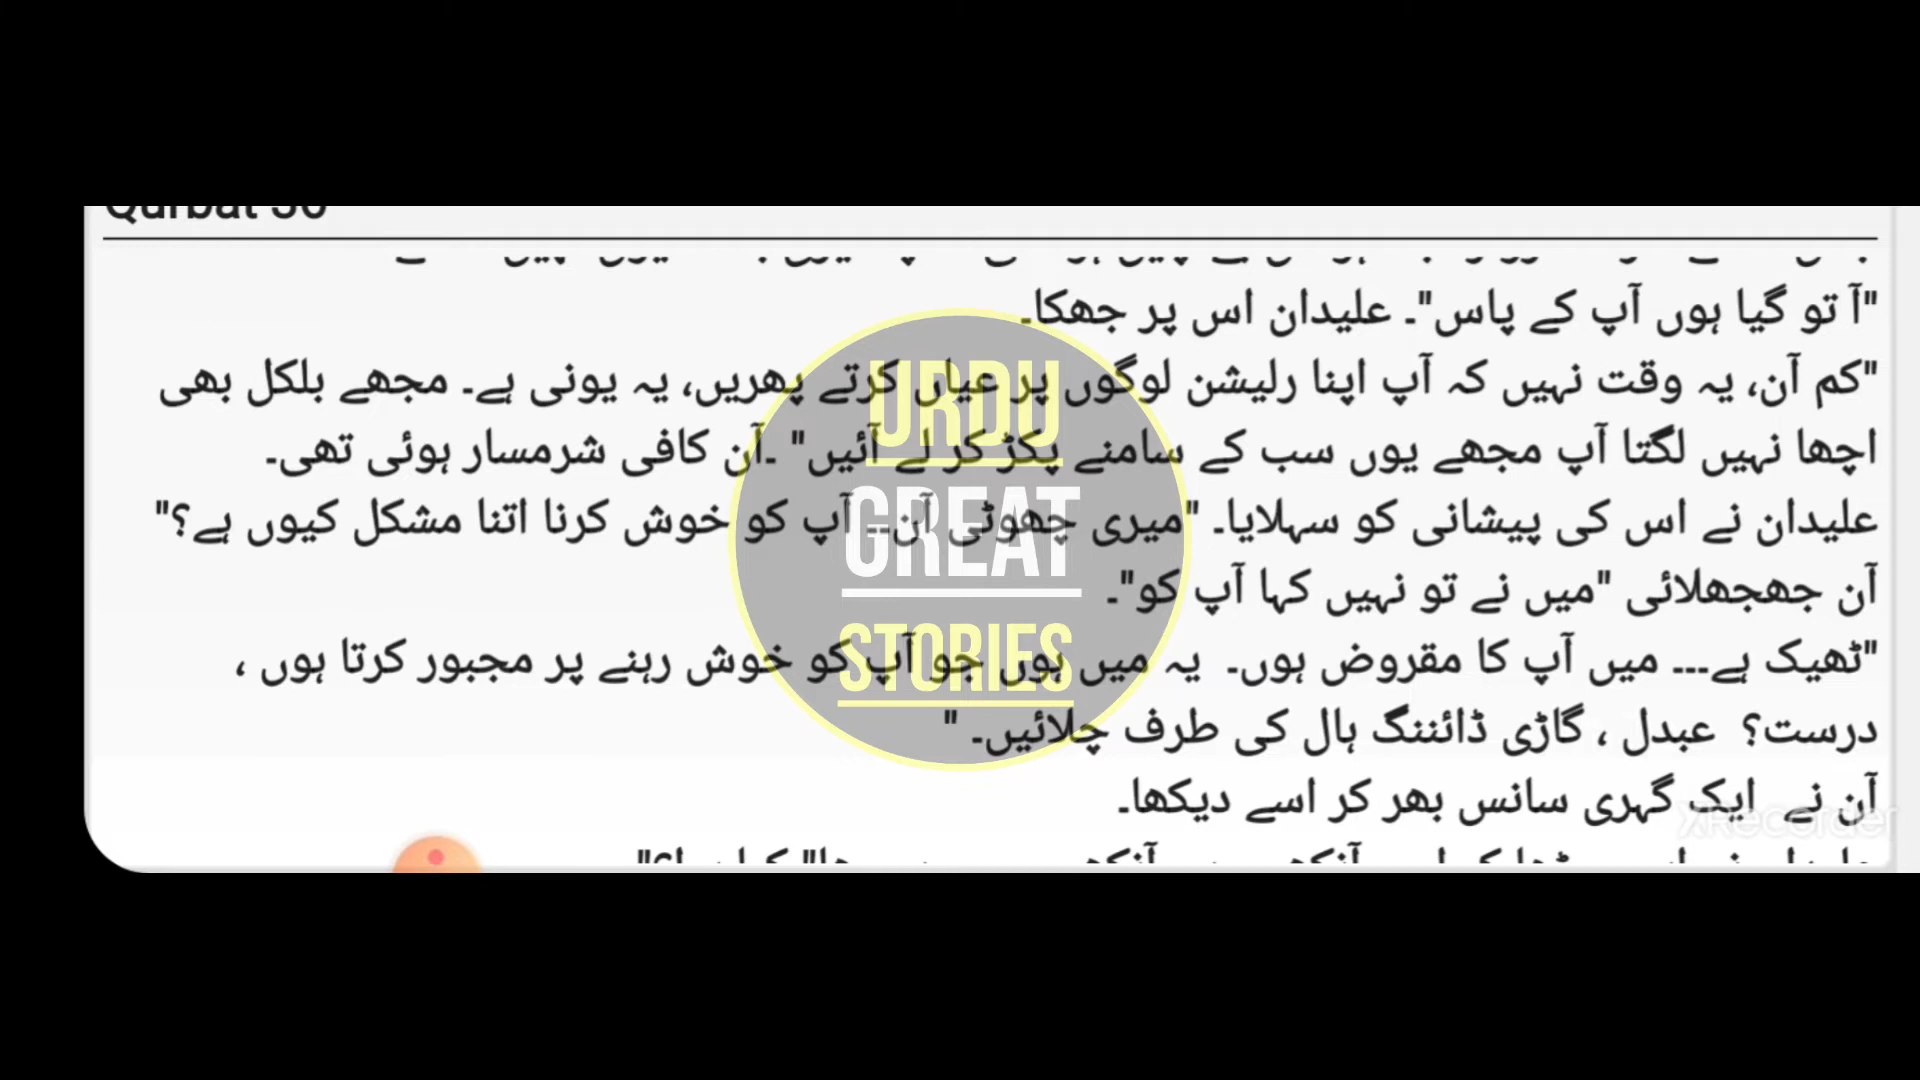 Qurbat 36
"آ تو گیا ہوں آپ کے پاس"۔ علیدان اس پر جھکا۔
"کم آن، یہ وقت نہیں کہ آپ اپنا رلیشن لوگوں پر عیاں کرتے پھریں، یہ یونی ہے۔ مجھے بلکل بھی
اچھا نہیں لگتا آپ مجھے یوں سب کے سامنے پکڑ کر لے آئیں" ۔آن کافی شرمسار ہوئی تھی۔
علیدان نے اس کی پیشانی کو سہلایا۔ "میری چھوٹی آن۔۔ آپ کو خوش کرنا اتنا مشکل کیوں ہے؟"
آن جھجھلائی "میں نے تو نہیں کہا آپ کو"۔
"ٹھیک ہے۔۔۔ میں آپ کا مقروض ہوں۔ یہ میں ہوں جو آپ کو خوش رہنے پر مجبور کرتا ہوں ،
درست؟ عبدل ، گاڑی ڈائننگ ہال کی طرف چلائیں۔ "
آن نے ایک گہری سانس بھر کر اسے دیکھا۔
URDU
GREAT
STORIES
XRecorder